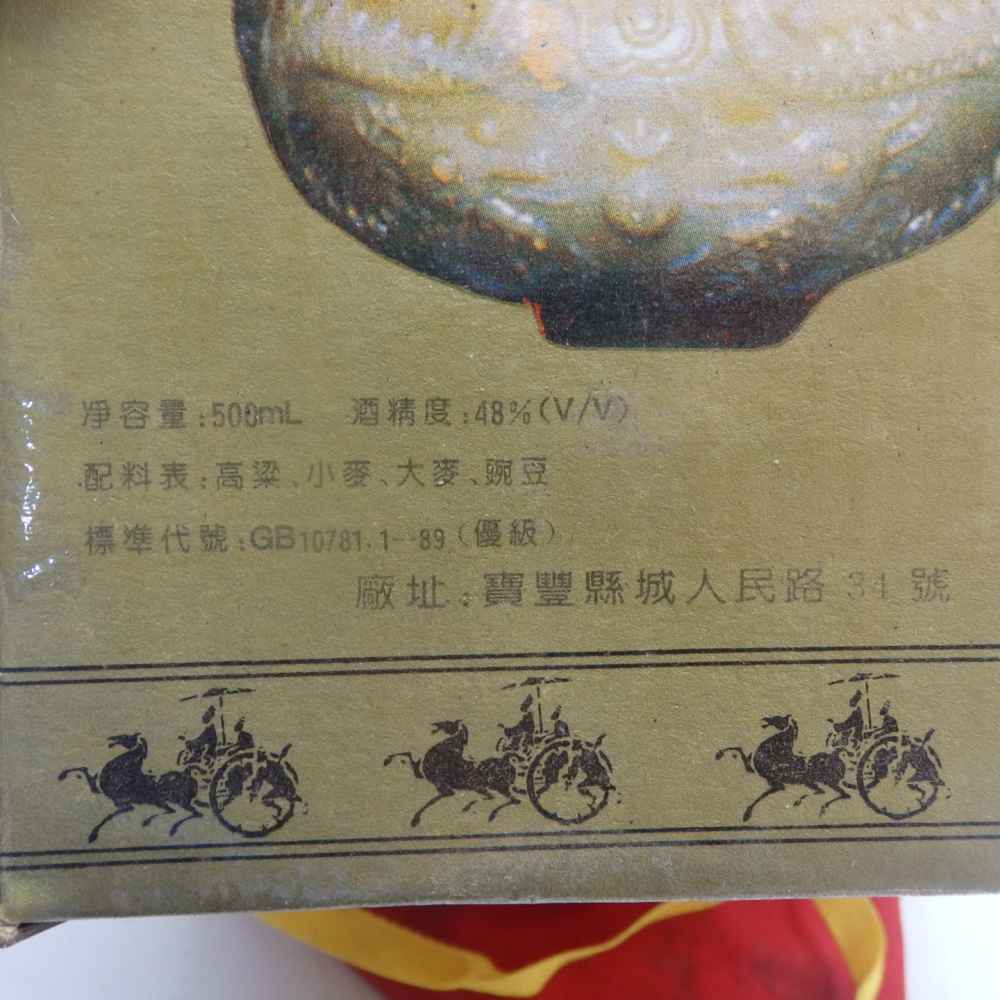 净容量:500mL 酒精度:48%(V/V)
配料表:高粱、小麥、大麥、豌豆
標準代號:GB10781.1—89(優級)
廠址:寶豐縣城人民路34號